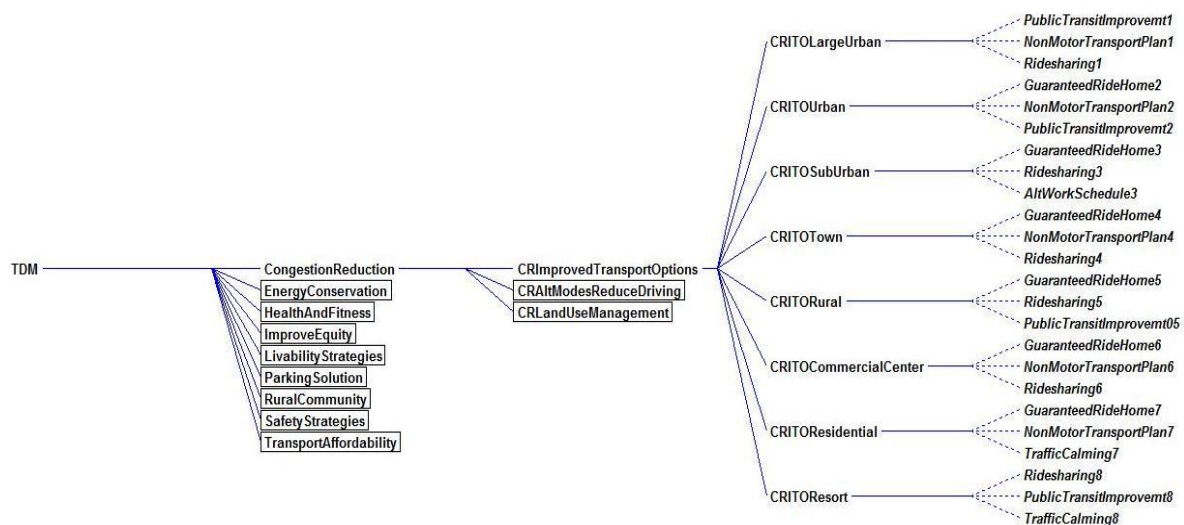 TDM
CongestionReduction
EnergyConservation
HealthAndFitness
ImproveEquity
LivabilityStrategies
ParkingSolution
RuralCommunity
SafetyStrategies
TransportAffordability
CRImprovedTransportOptions
CRAltModesReduceDriving
CRLandUseManagement
CRITOLargeUrban
PublicTransitImprovemt1
NonMotorTransportPlan1
Ridesharing1
CRITOUrban
GuaranteedRideHome2
NonMotorTransportPlan2
PublicTransitImprovemt2
CRITOSubUrban
GuaranteedRideHome3
Ridesharing3
AltWorkSchedule3
CRITOTown
GuaranteedRideHome4
NonMotorTransportPlan4
Ridesharing4
CRITORural
GuaranteedRideHome5
Ridesharing5
PublicTransitImprovemt05
CRITOCommercialCenter
GuaranteedRideHome6
NonMotorTransportPlan6
Ridesharing6
CRITOResidential
GuaranteedRideHome7
NonMotorTransportPlan7
TrafficCalming7
CRITOResort
Ridesharing8
PublicTransitImprovemt8
TrafficCalming8